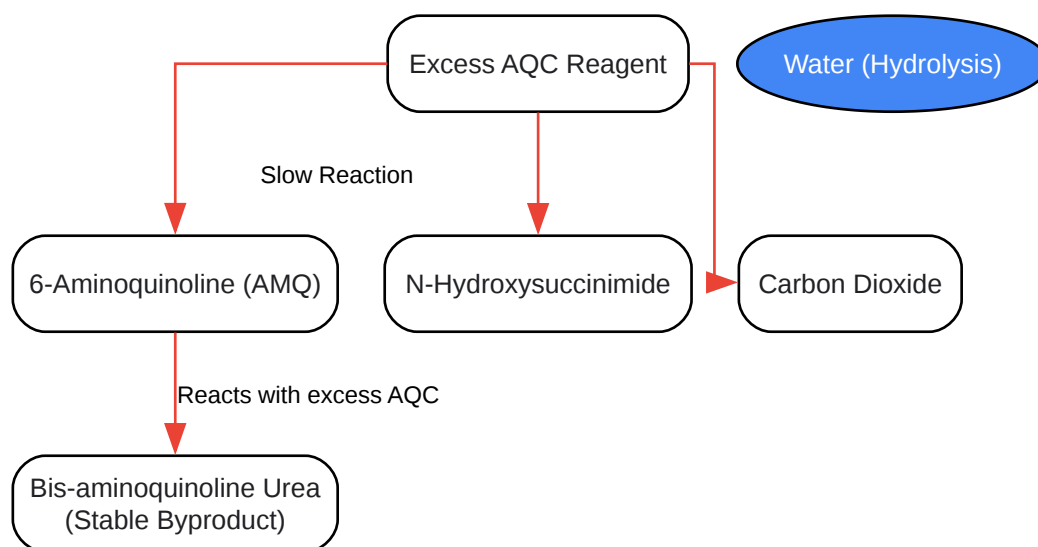 Excess AQC Reagent
Water (Hydrolysis)
Slow Reaction
6-Aminoquinoline (AMQ)
N-Hydroxysuccinimide
Carbon Dioxide
Reacts with excess AQC
Bis-aminoquinoline Urea
(Stable Byproduct)